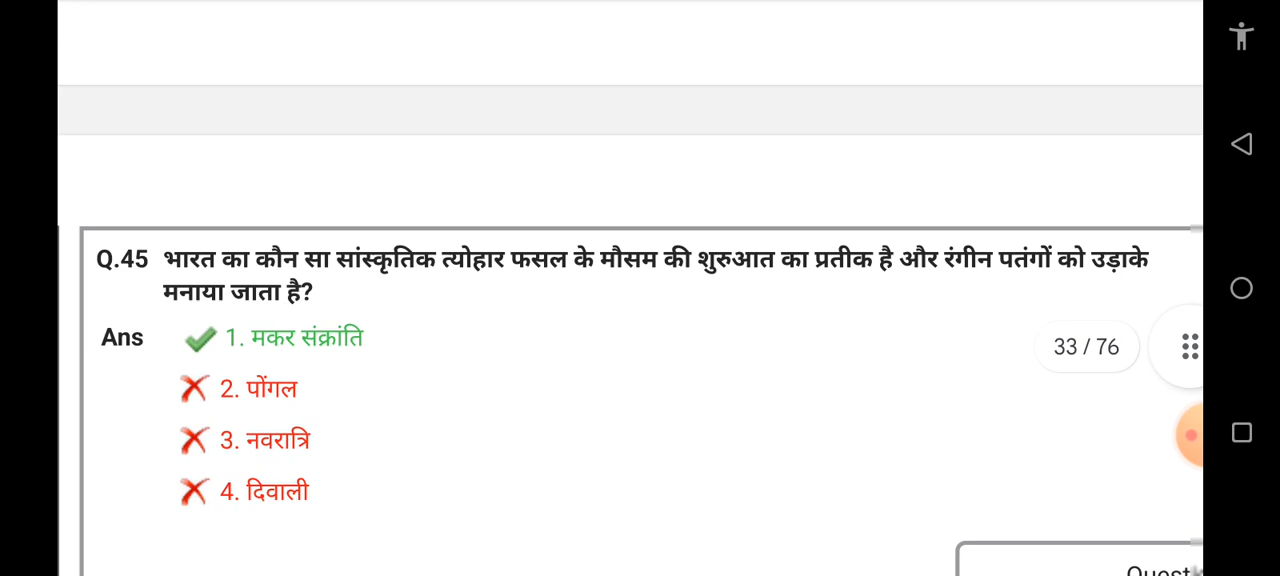 Q.45 भारत का कौन सा सांस्कृतिक त्योहार फसल के मौसम की शुरुआत का प्रतीक है और रंगीन पतंगों को उड़ाके
मनाया जाता है?
Ans 1. मकर संक्रांति
33 / 76
2. पोंगल
3. नवरात्रि
4. दिवाली